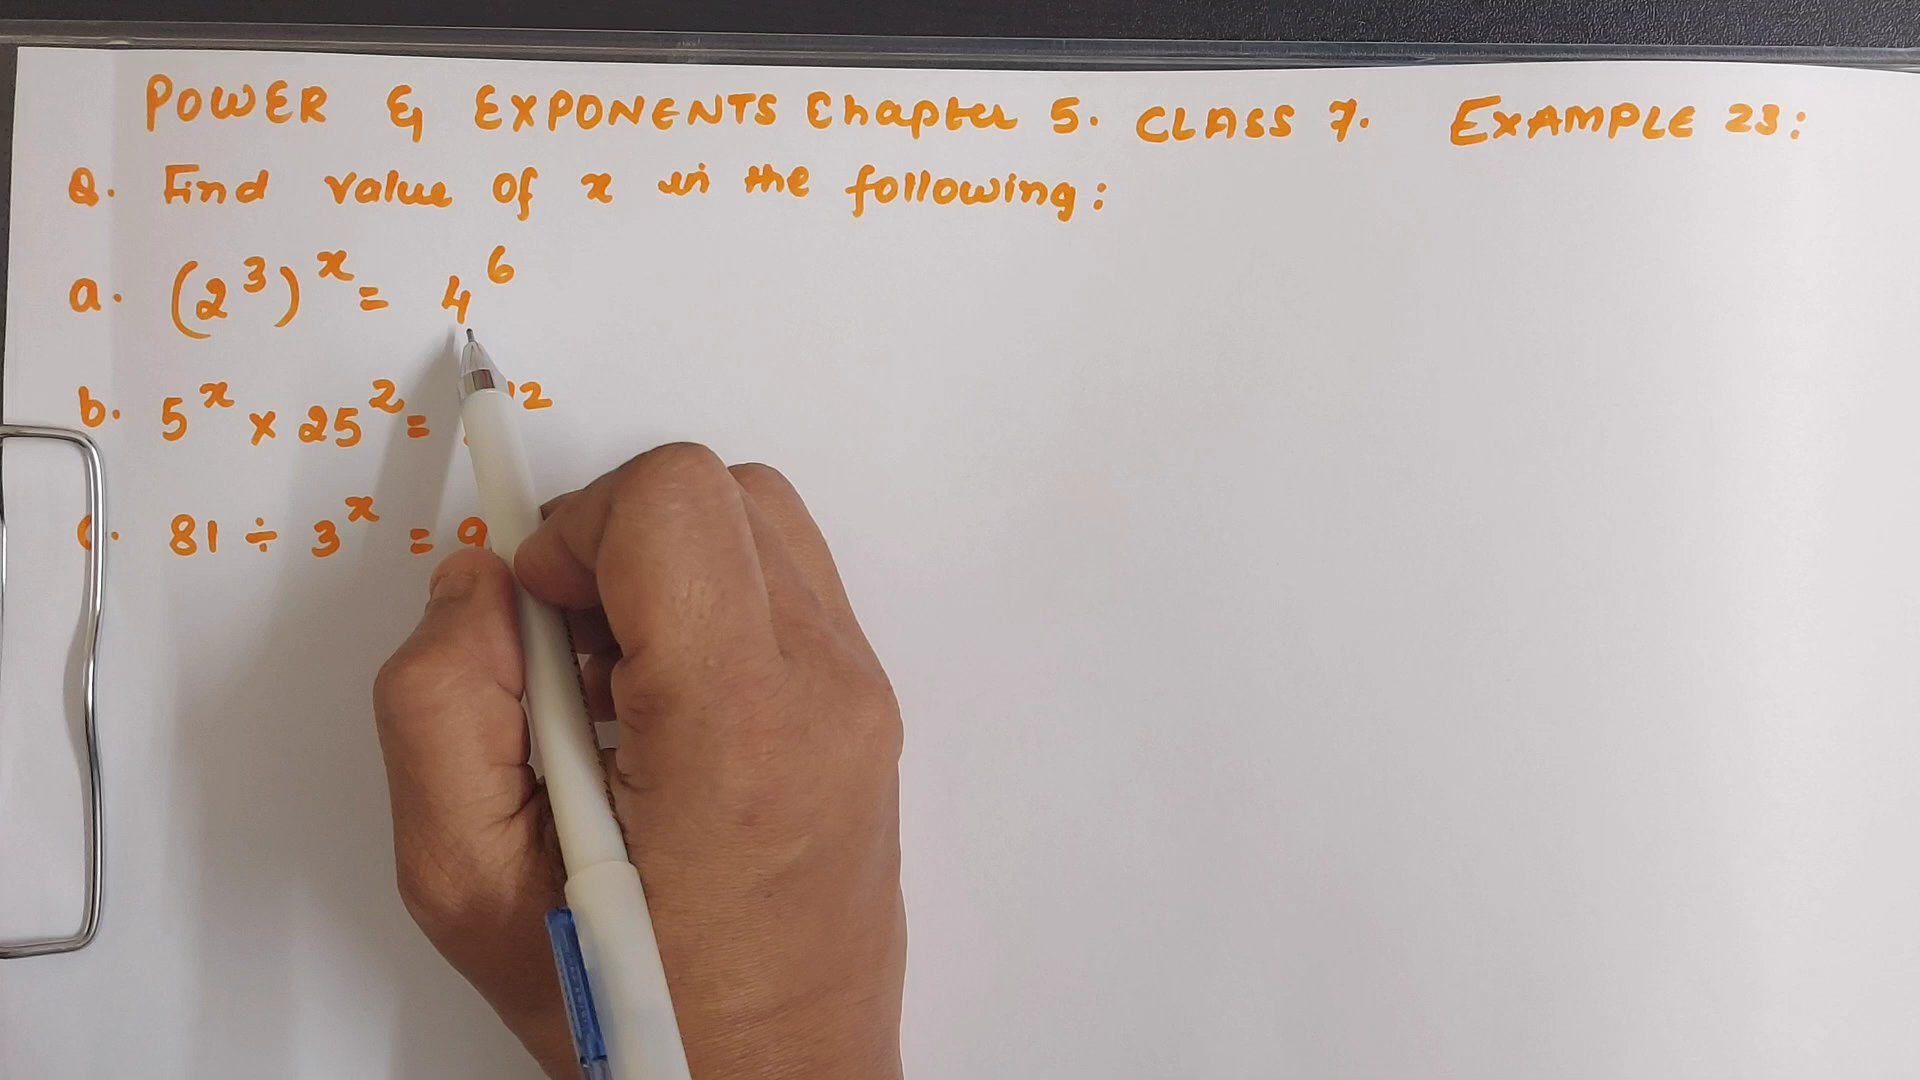 POWER & EXPONENTS Chapter 5. CLASS 7. EXAMPLE 23:
Q. Find value of x in the following:
a. (2³)ˣ = 4⁶
b. 5ˣ × 25² =
c. 81 ÷ 3ˣ = 9